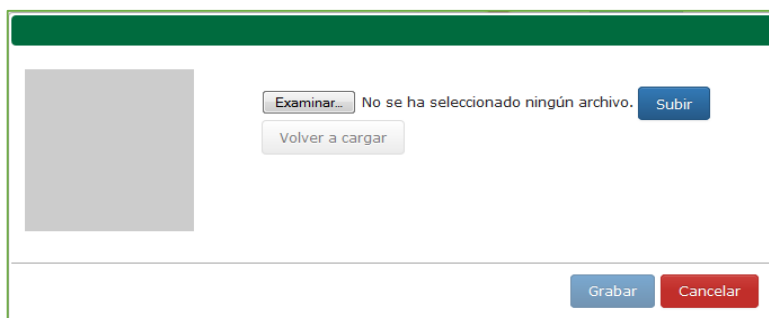 Examinar... No se ha seleccionado ningún archivo. Subir
Volver a cargar
Grabar Cancelar